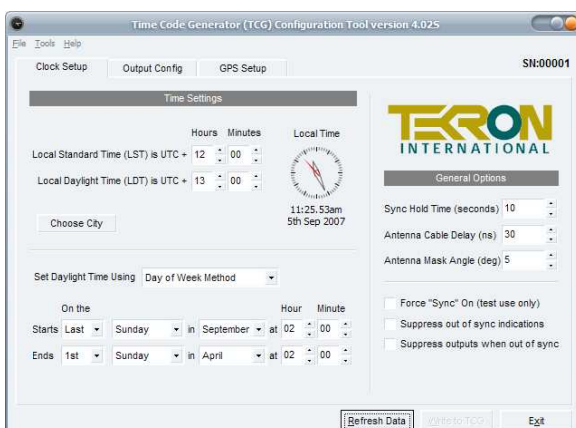 Time Code Generator (TCG) Configuration Tool version 4.02S
File Tools Help
Clock Setup Output Config GPS Setup
SN:00001
Time Settings
Hours Minutes Local Time
Local Standard Time (LST) is UTC + 12 00
Local Daylight Time (LDT) is UTC + 13 00
11:25.53am
5th Sep 2007
Choose City
Set Daylight Time Using Day of Week Method
On the Hour Minute
Starts Last Sunday in September at 02 00
Ends 1st Sunday in April at 02 00
TEKRON
INTERNATIONAL
General Options
Sync Hold Time (seconds) 10
Antenna Cable Delay (ns) 30
Antenna Mask Angle (deg) 5
Force "Sync" On (test use only)
Suppress out of sync indications
Suppress outputs when out of sync
Refresh Data Write to TCG Exit